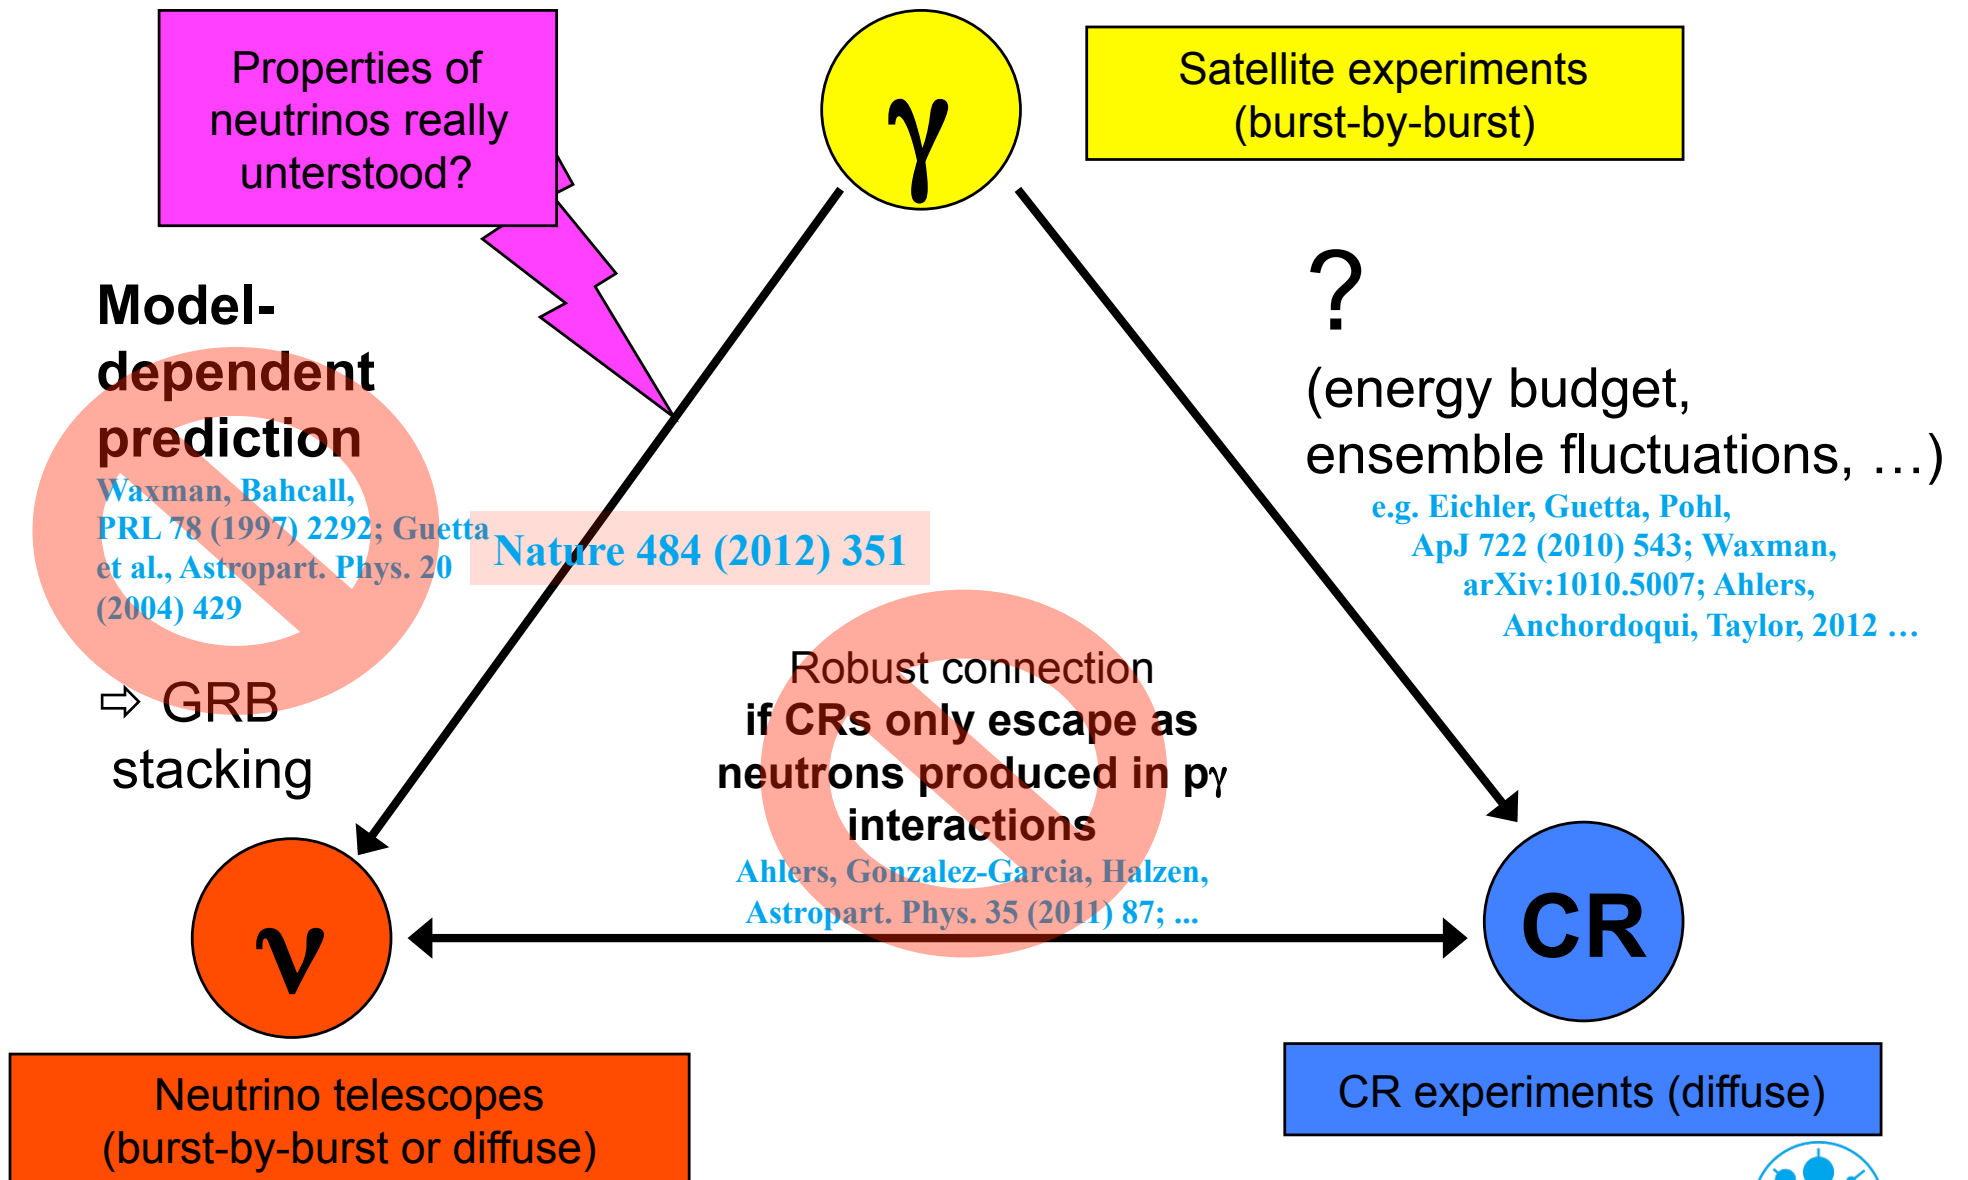 Properties of
neutrinos really
unterstood?
γ
Satellite experiments
(burst-by-burst)
Model-
dependent
prediction
Waxman, Bahcall,
PRL 78 (1997) 2292; Guetta
et al., Astropart. Phys. 20
(2004) 429
⇨ GRB
stacking
Nature 484 (2012) 351
?
(energy budget,
ensemble fluctuations, …)
e.g. Eichler, Guetta, Pohl,
ApJ 722 (2010) 543; Waxman,
arXiv:1010.5007; Ahlers,
Anchordoqui, Taylor, 2012 …
Robust connection
if CRs only escape as
neutrons produced in pγ
interactions
Ahlers, Gonzalez-Garcia, Halzen,
Astropart. Phys. 35 (2011) 87; ...
ν
CR
Neutrino telescopes
(burst-by-burst or diffuse)
CR experiments (diffuse)